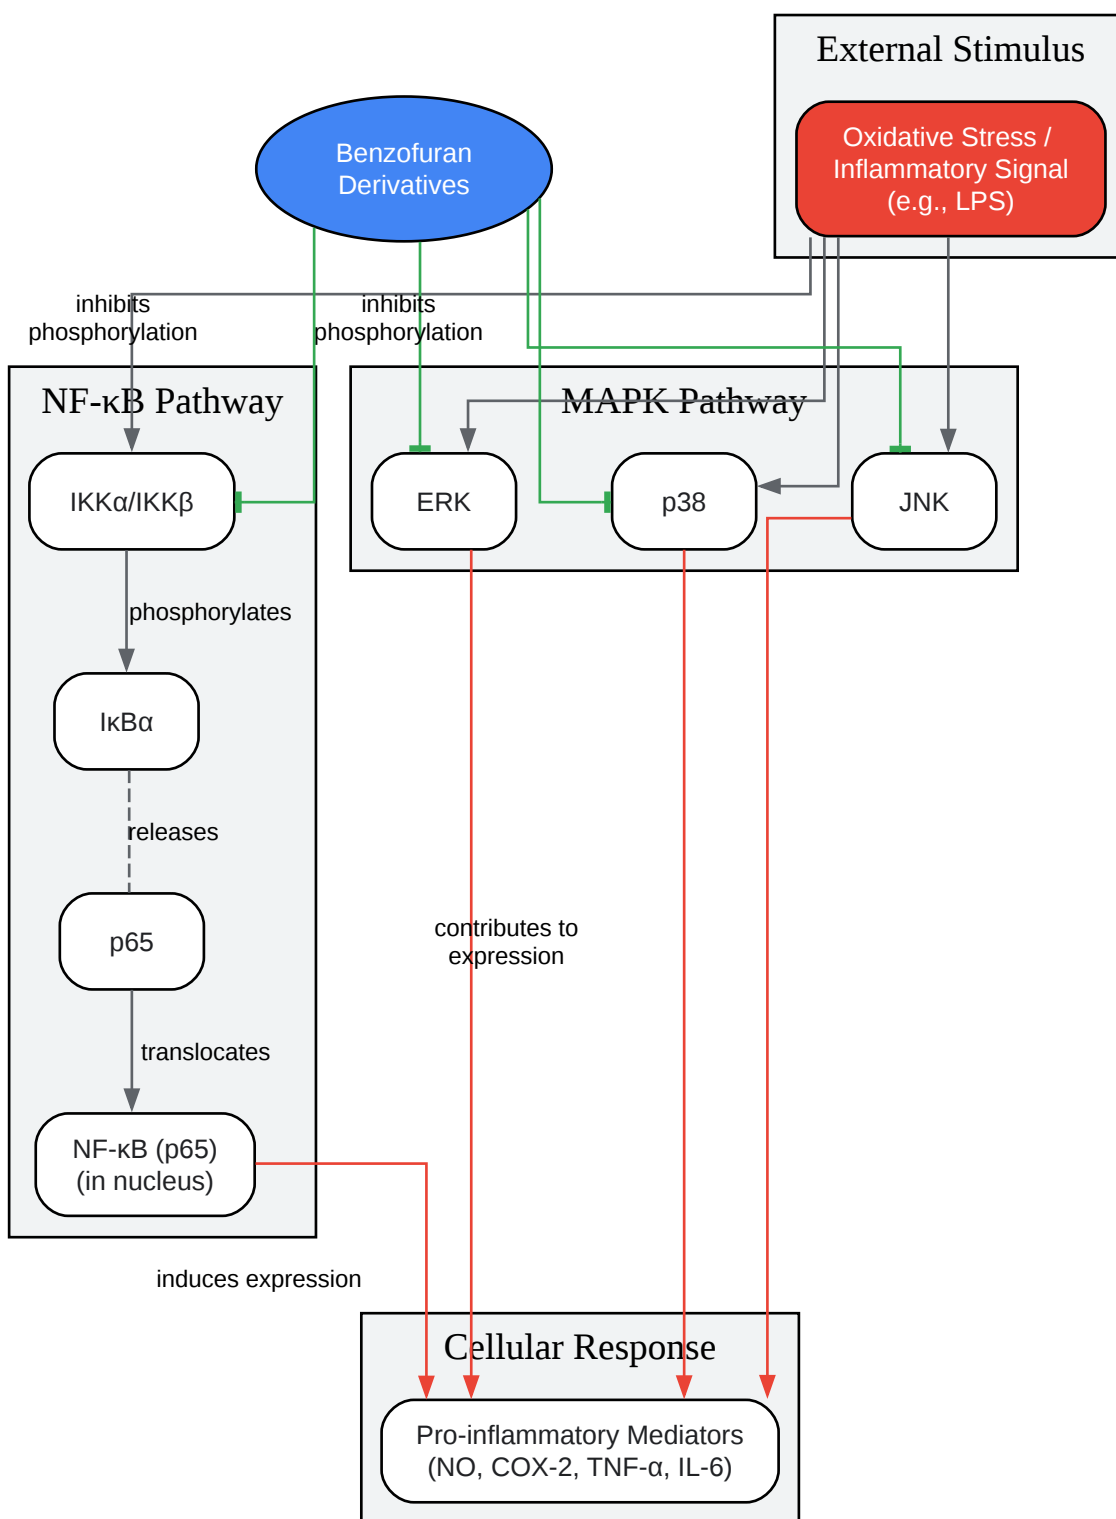 External Stimulus
Oxidative Stress /
Inflammatory Signal
(e.g., LPS)
Benzofuran
Derivatives
inhibits
phosphorylation
inhibits
phosphorylation
NF-κB Pathway
MAPK Pathway
IKKα/IKKβ
ERK
p38
JNK
phosphorylates
IκBα
releases
p65
contributes to
expression
translocates
NF-κB (p65)
(in nucleus)
induces expression
Cellular Response
Pro-inflammatory Mediators
(NO, COX-2, TNF-α, IL-6)